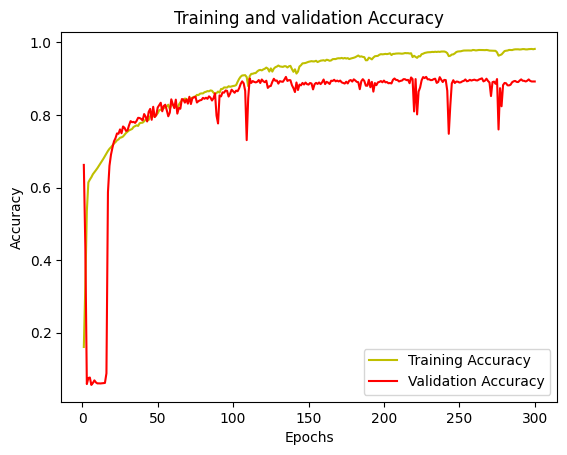 Training and validation Accuracy
1.0
0.8
0.6
0.4
0.2
Accuracy
0
50
100
150
200
250
300
Epochs
Training Accuracy
Validation Accuracy